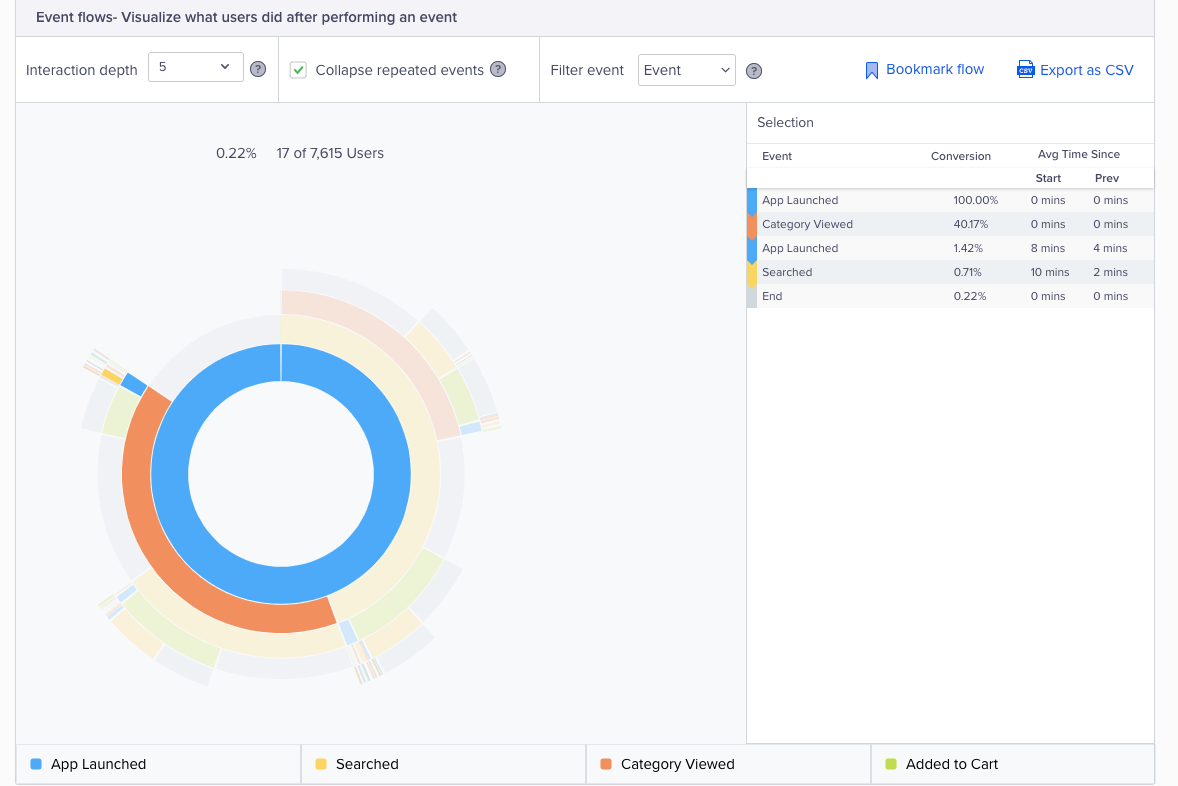 Event flows- Visualize what users did after performing an event
Interaction depth 5 ? Collapse repeated events ? Filter event Event ? Bookmark flow CSV Export as CSV
0.22% 17 of 7,615 Users
Selection
Event Conversion Avg Time Since
Start Prev
App Launched 100.00% 0 mins 0 mins
Category Viewed 40.17% 0 mins 0 mins
App Launched 1.42% 8 mins 4 mins
Searched 0.71% 10 mins 2 mins
End 0.22% 0 mins 0 mins
App Launched Searched Category Viewed Added to Cart